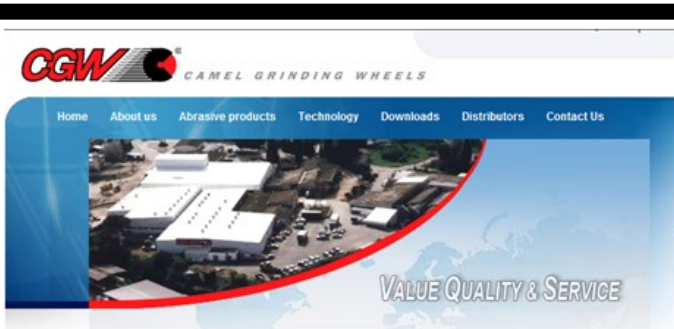 CGW®
CAMEL GRINDING WHEELS
Home About us Abrasive products Technology Downloads Distributors Contact Us
VALUE QUALITY & SERVICE